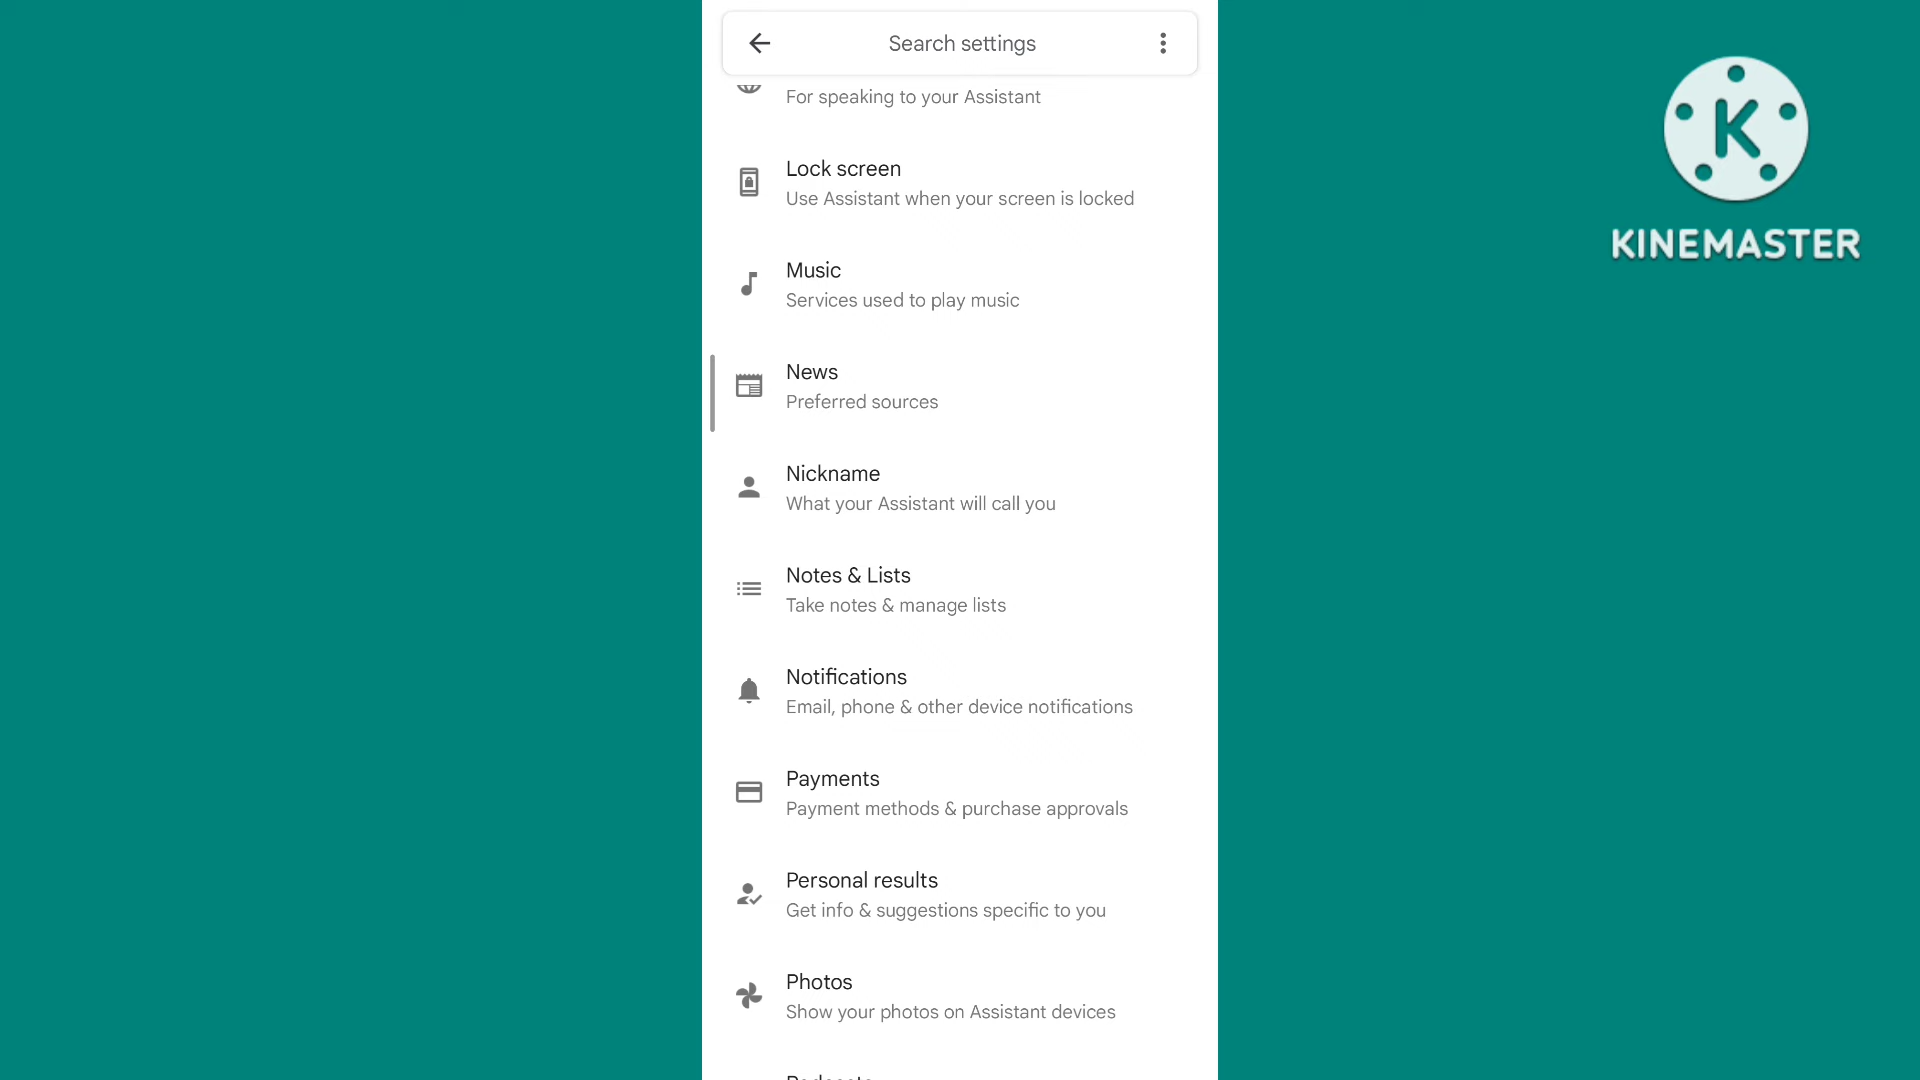 Search settings
For speaking to your Assistant
Lock screen
Use Assistant when your screen is locked
Music
Services used to play music
News
Preferred sources
Nickname
What your Assistant will call you
Notes & Lists
Take notes & manage lists
Notifications
Email, phone & other device notifications
Payments
Payment methods & purchase approvals
Personal results
Get info & suggestions specific to you
Photos
Show your photos on Assistant devices
K
KINEMASTER